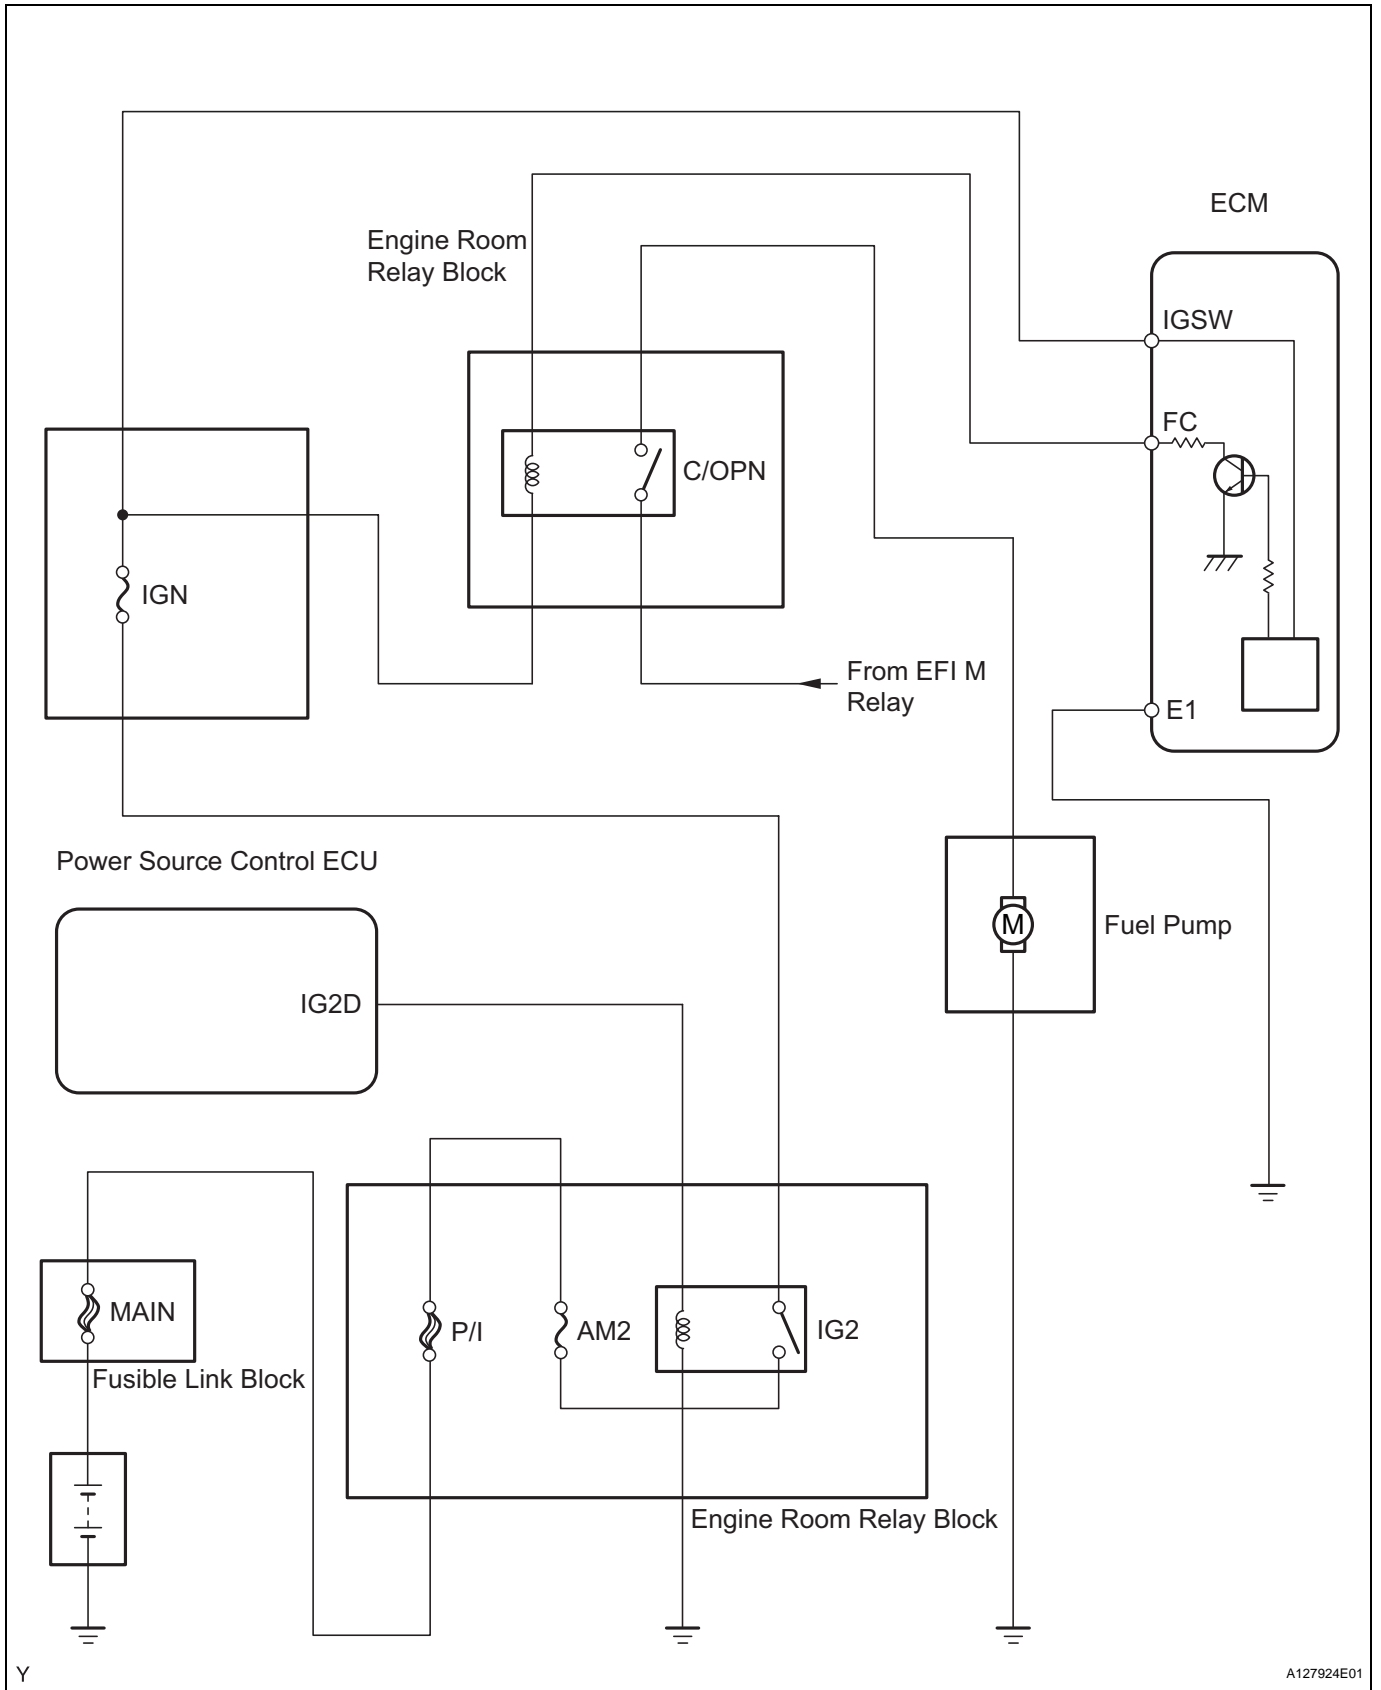 ECM
Engine Room
Relay Block
IGSW
FC
C/OPN
IGN
From EFI M
Relay
E1
Power Source Control ECU
M
Fuel Pump
IG2D
MAIN
P/I
AM2
IG2
Fusible Link Block
Engine Room Relay Block
Y
A127924E01